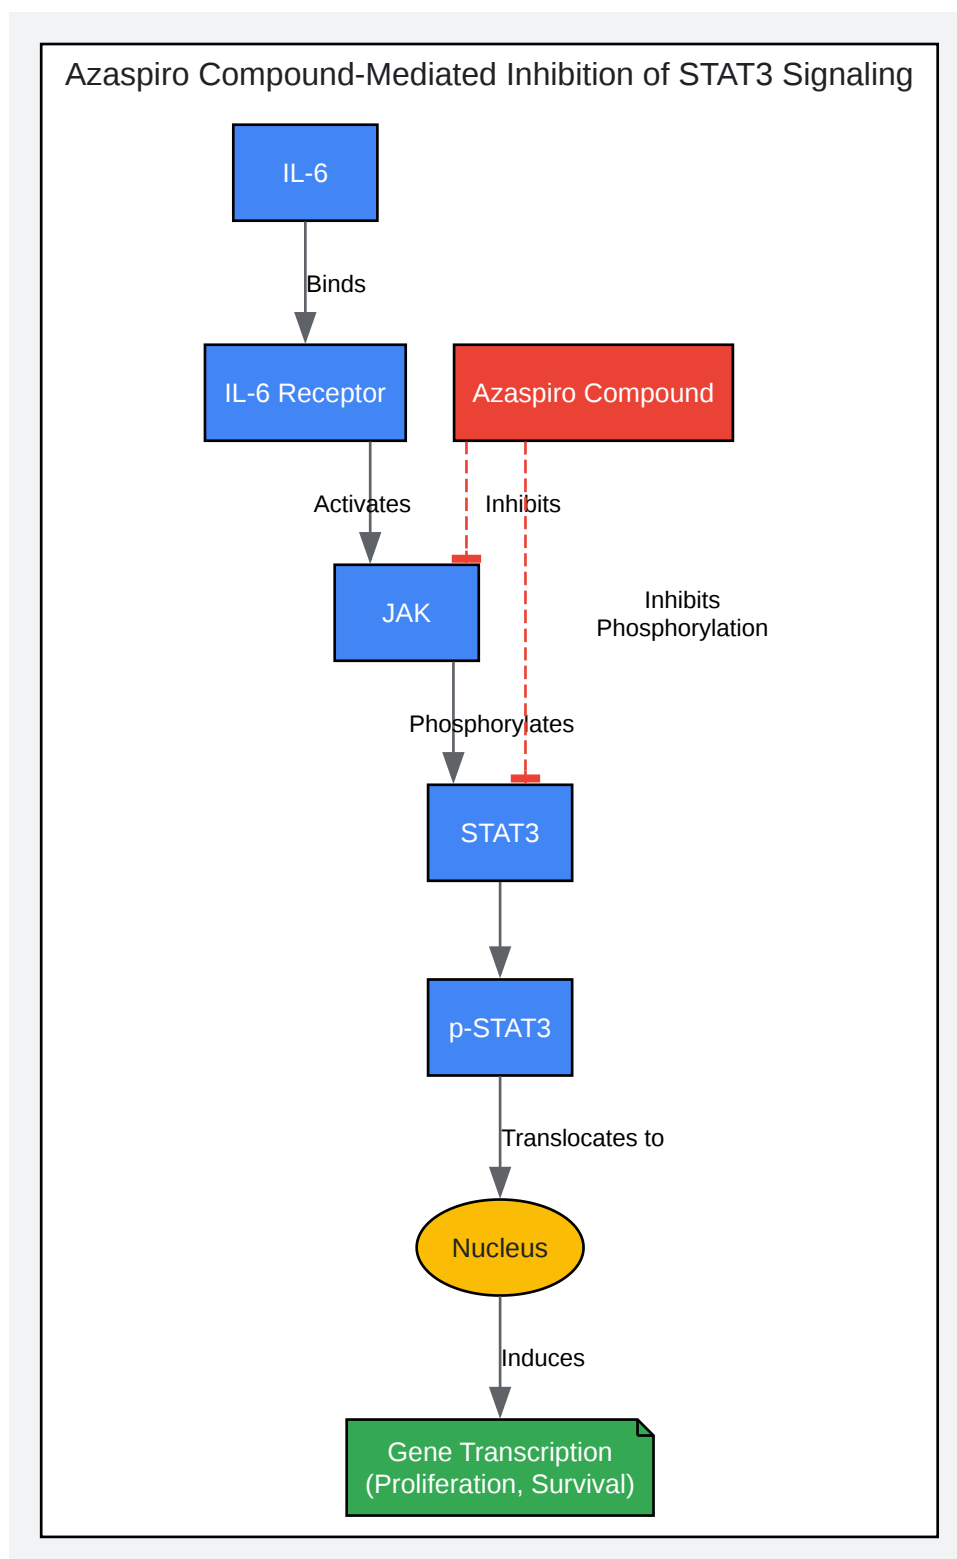 Azaspiro Compound-Mediated Inhibition of STAT3 Signaling
IL-6
Binds
IL-6 Receptor
Azaspiro Compound
Activates
Inhibits
JAK
Inhibits
Phosphorylation
Phosphorylates
STAT3
p-STAT3
Translocates to
Nucleus
Induces
Gene Transcription
(Proliferation, Survival)